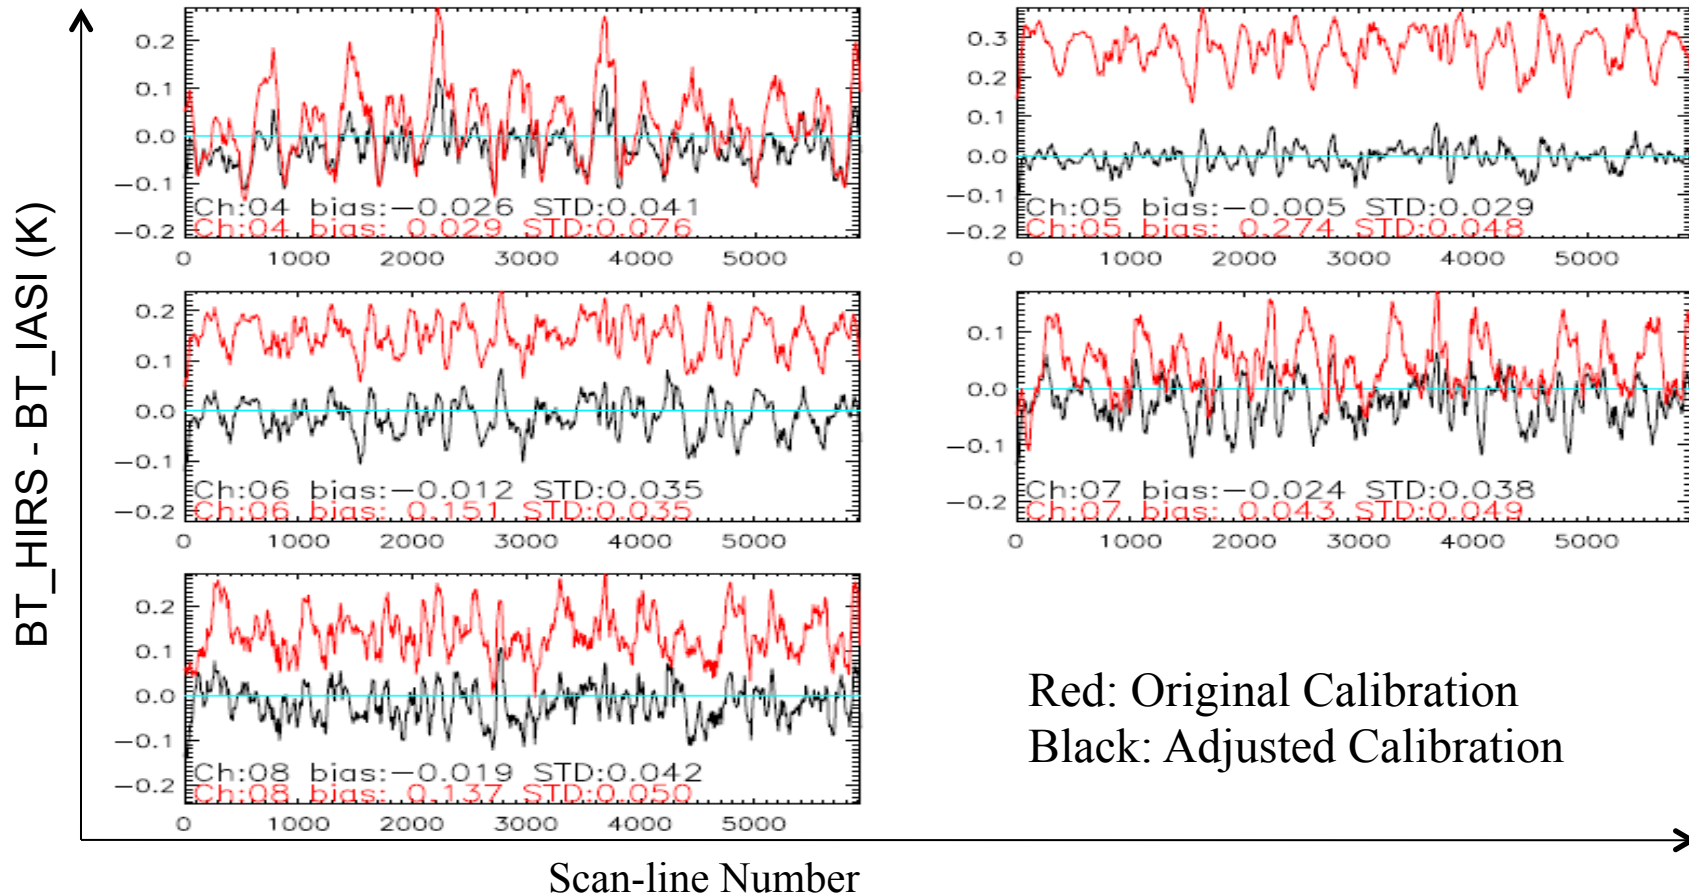 BT_HIRS - BT_IASI (K)
0.2
0.1
0.0
−0.1
−0.2
Ch:04 bias:−0.026 STD:0.041
Ch:04 bias: 0.029 STD:0.076
0 1000 2000 3000 4000 5000
0.3
0.2
0.1
0.0
−0.1
−0.2
Ch:05 bias:−0.005 STD:0.029
Ch:05 bias: 0.274 STD:0.048
0 1000 2000 3000 4000 5000
0.2
0.1
0.0
−0.1
−0.2
Ch:06 bias:−0.012 STD:0.035
Ch:06 bias: 0.151 STD:0.035
0 1000 2000 3000 4000 5000
0.1
0.0
−0.1
−0.2
Ch:07 bias:−0.024 STD:0.038
Ch:07 bias: 0.043 STD:0.049
0 1000 2000 3000 4000 5000
0.2
0.1
0.0
−0.1
−0.2
Ch:08 bias:−0.019 STD:0.042
Ch:08 bias: 0.137 STD:0.050
0 1000 2000 3000 4000 5000
Red: Original Calibration
Black: Adjusted Calibration
Scan-line Number